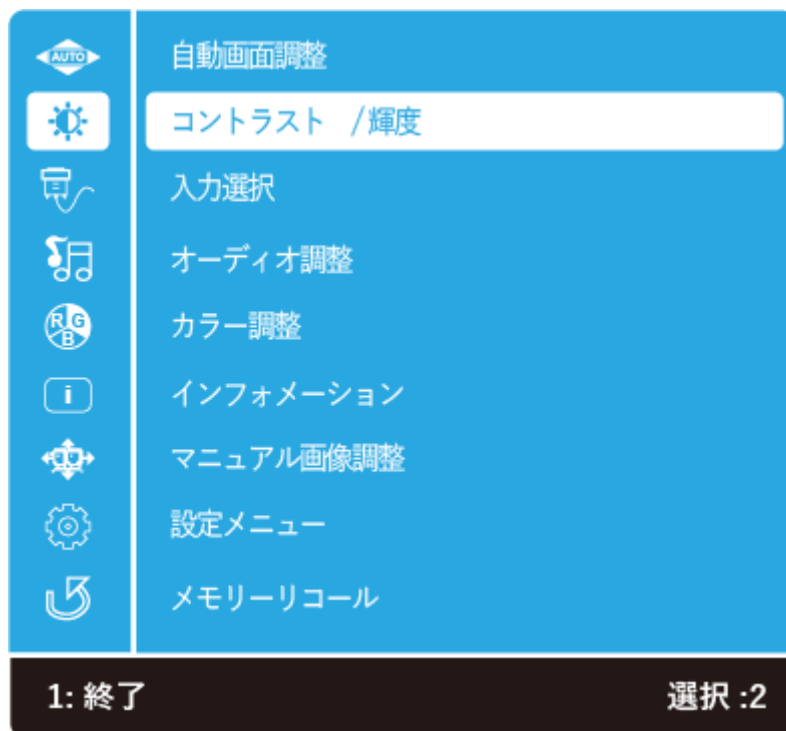 AUTO 自動画面調整
コントラスト /輝度
入力選択
オーディオ調整
R G B カラー調整
i インフォメーション
マニュアル画像調整
設定メニュー
メモリーリコール
1: 終了 選択 :2